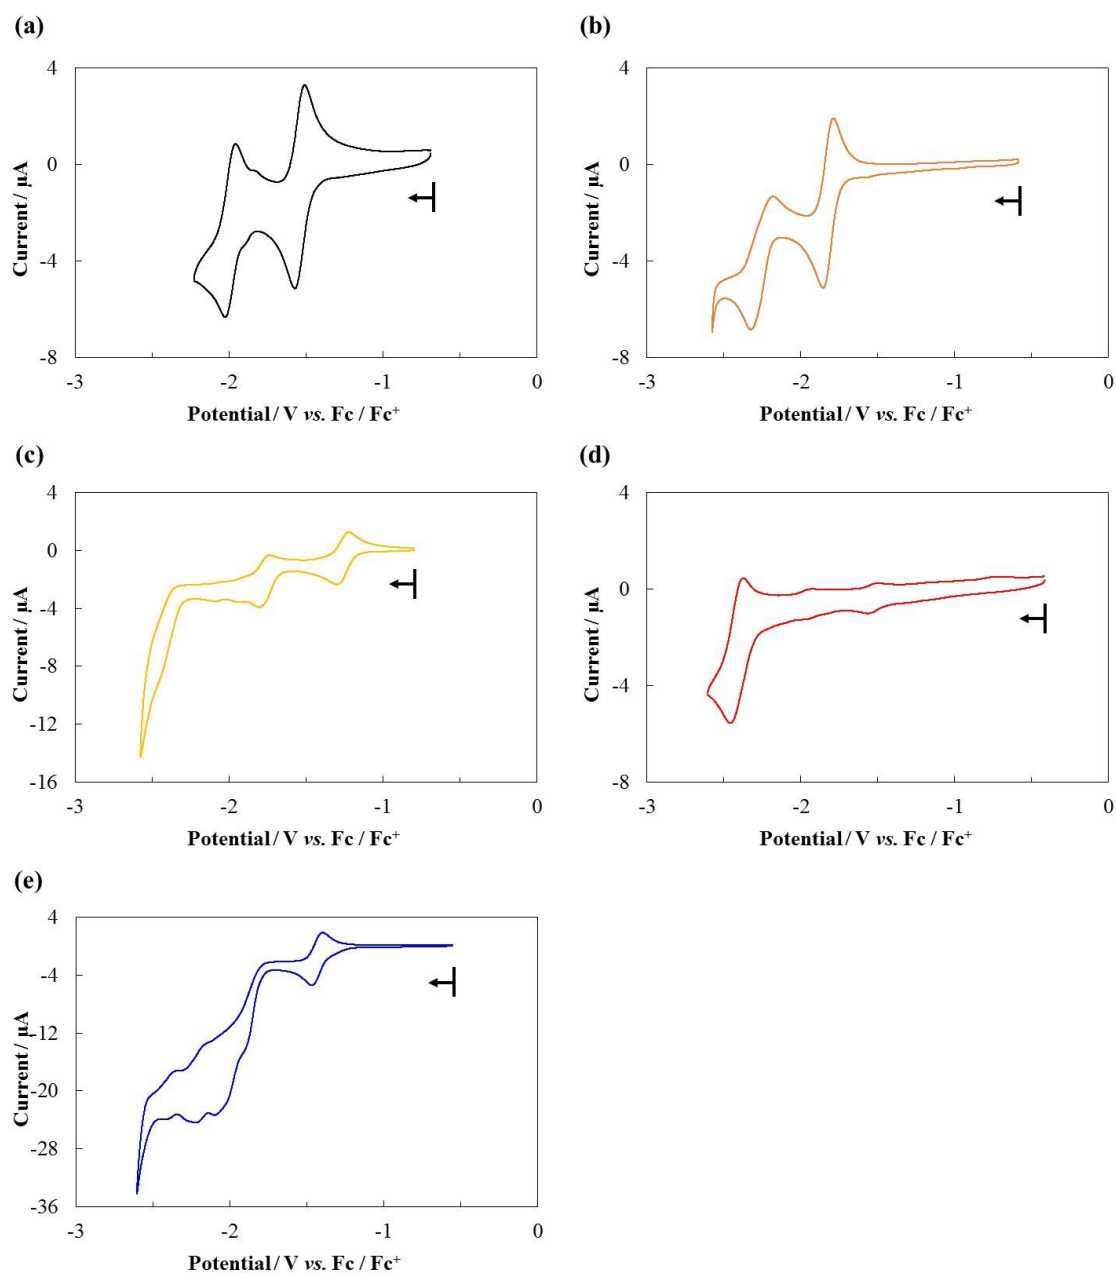 (a)
4
0
-4
-8
Current / µA
-3
-2
-1
0
Potential / V vs. Fc / Fc⁺
(b)
4
0
-4
-8
Current / µA
-3
-2
-1
0
Potential / V vs. Fc / Fc⁺
(c)
4
0
-4
-8
-12
-16
Current / µA
-3
-2
-1
0
Potential / V vs. Fc / Fc⁺
(d)
4
0
-4
-8
Current / µA
-3
-2
-1
0
Potential / V vs. Fc / Fc⁺
(e)
4
-4
-12
-20
-28
-36
Current / µA
-3
-2
-1
0
Potential / V vs. Fc / Fc⁺